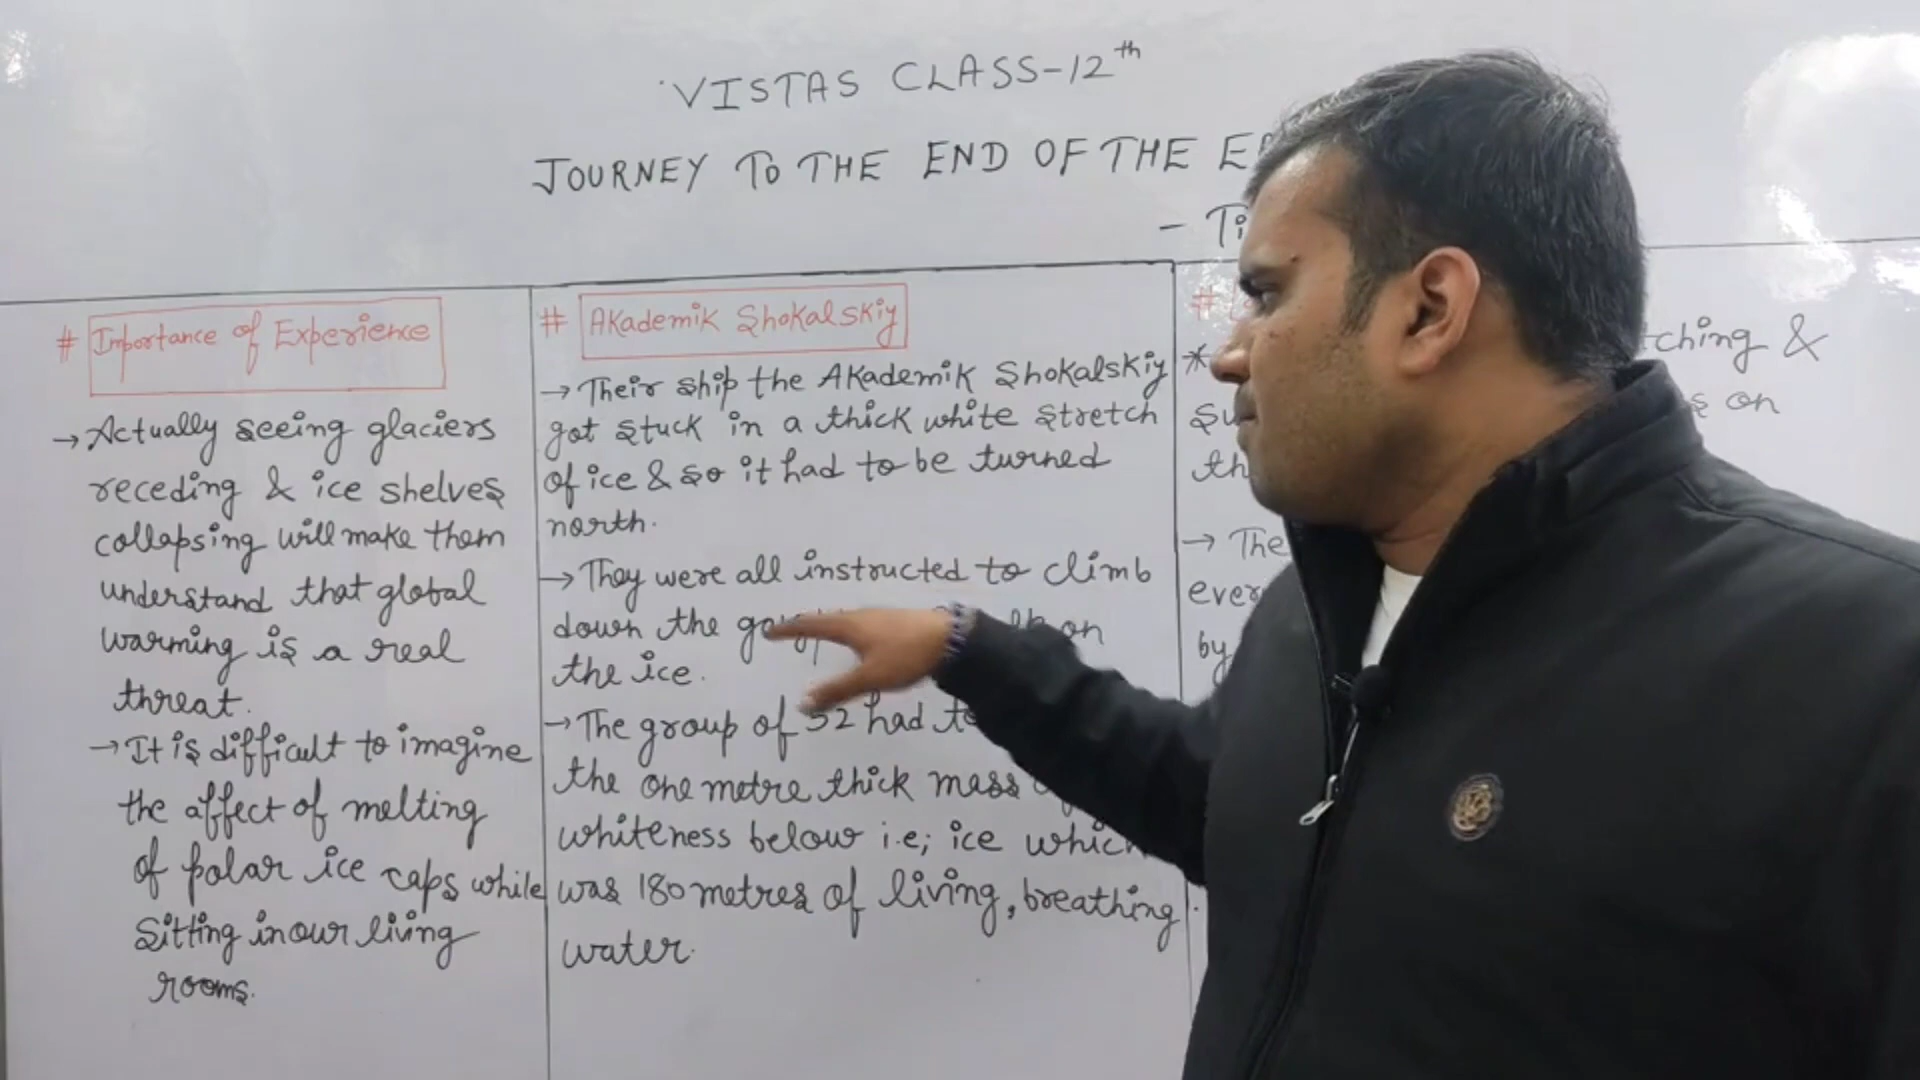 VISTAS CLASS-12th
JOURNEY TO THE END OF THE
-
# Importance of Experience
→ Actually seeing glaciers
receding & ice shelves
collapsing will make them
understand that global
warming is a real
threat.
→ It is difficult to imagine
the affect of melting
of polar ice caps while
Sitting in our living
rooms.
# Akademik Shokalskiy
→ Their ship the Akademik Shokalskiy
got stuck in a thick white stretch
of ice & so it had to be turned
north.
→ They were all instructed to climb
down the on
the ice.
→ The group of 52 had
the one metre thick mass
whiteness below i.e; ice which
was 180 metres of living, breathing
water.
#
* &
on
→ The
by